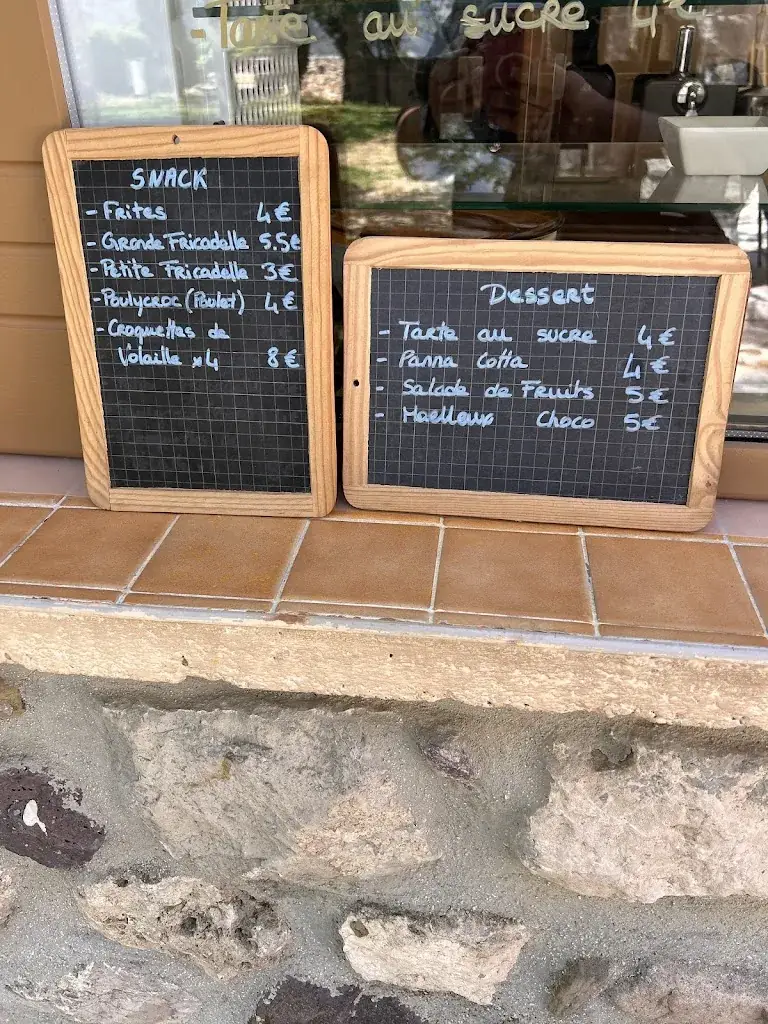 - Tarte au sucre 4€
SNACK
- Frites 4€
- Grande Fricadelle 5.5€
- Petite Fricadelle 3€
- Poulycroc (Poulet) 4€
- Croquettes de
Volaille x4 8€
Dessert
- Tarte au sucre 4€
- Panna Cotta 4€
- Salade de Fruits 5€
- Moelleux Choco 5€